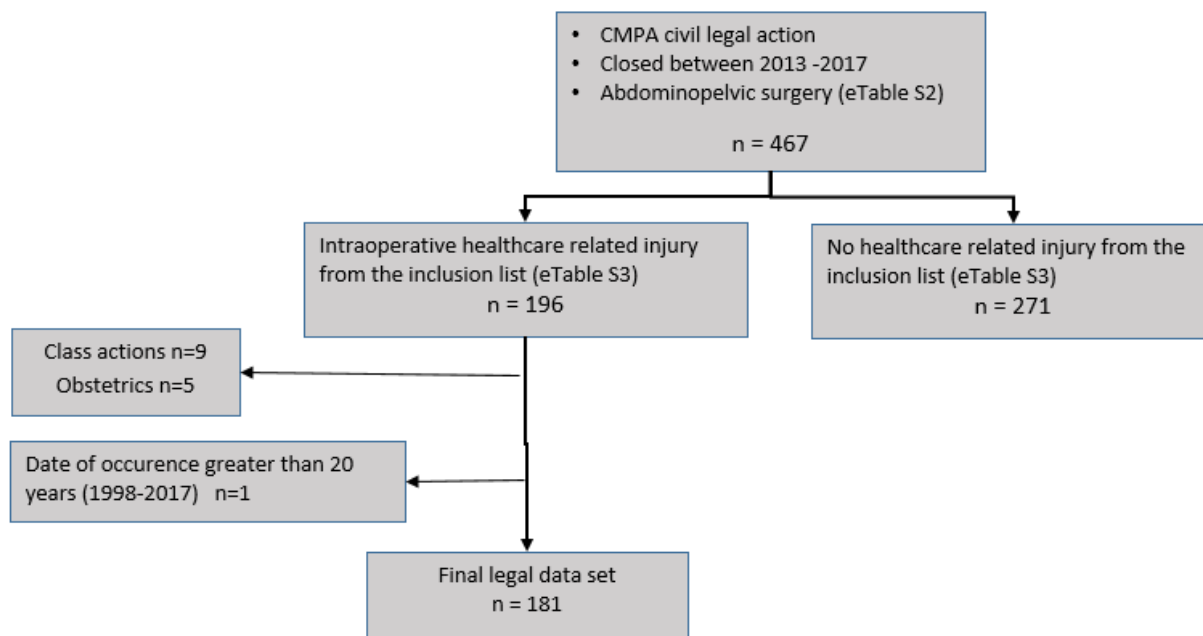 • CMPA civil legal action
• Closed between 2013 -2017
• Abdominopelvic surgery (eTable S2)
n = 467
Intraoperative healthcare related injury
from the inclusion list (eTable S3)
n = 196
No healthcare related injury from the
inclusion list (eTable S3)
n = 271
Class actions n=9
Obstetrics n=5
Date of occurence greater than 20
years (1998-2017) n=1
Final legal data set
n = 181